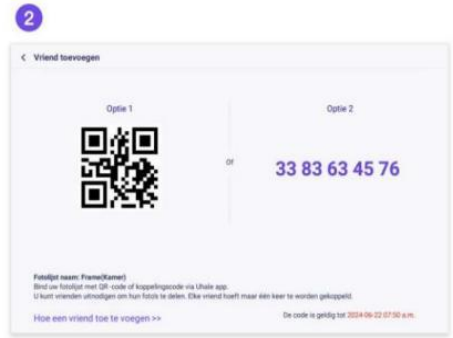 2
< Vriend toevoegen
Optie 1
Optie 2
Of
33 83 63 45 76
Fotolijst naam: Frame(Kamer)
Bind uw fotolijst met QR-code of koppelingscode via Uhale app.
U kunt vrienden uitnodigen om hun foto's te delen. Elke vriend hoeft maar één keer te worden gekoppeld.
Hoe een vriend toe te voegen >>
De code is geldig tot 2024-06-22 07:50 a.m.